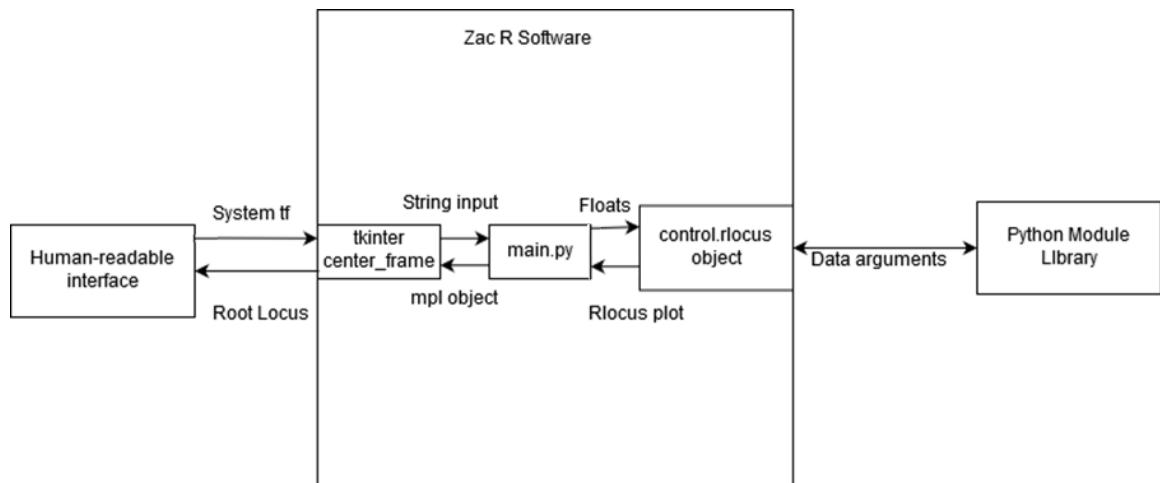 Zac R Software
System tf
String input
Floats
Human-readable
interface
tkinter
center_frame
main.py
control.rlocus
object
Data arguments
Python Module
LIbrary
Root Locus
mpl object
Rlocus plot